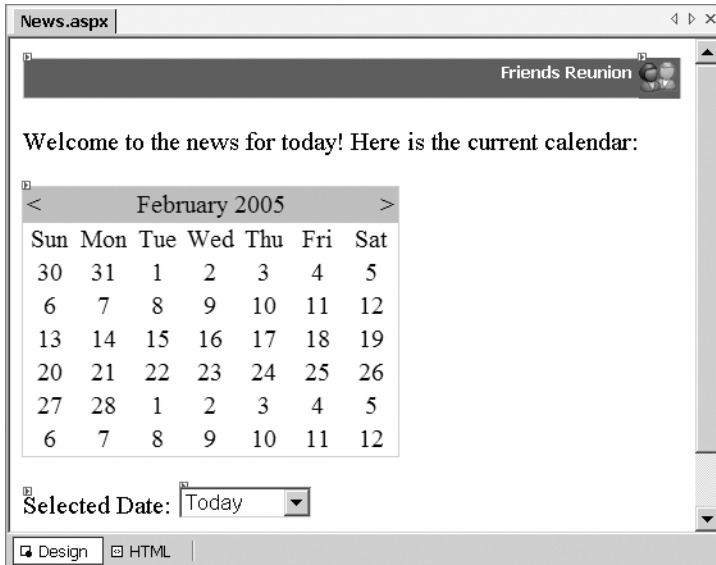 News.aspx
Friends Reunion
Welcome to the news for today! Here is the current calendar:
< February 2005 >
Sun Mon Tue Wed Thu Fri Sat
30 31 1 2 3 4 5
6 7 8 9 10 11 12
13 14 15 16 17 18 19
20 21 22 23 24 25 26
27 28 1 2 3 4 5
6 7 8 9 10 11 12
Selected Date: Today
Design HTML